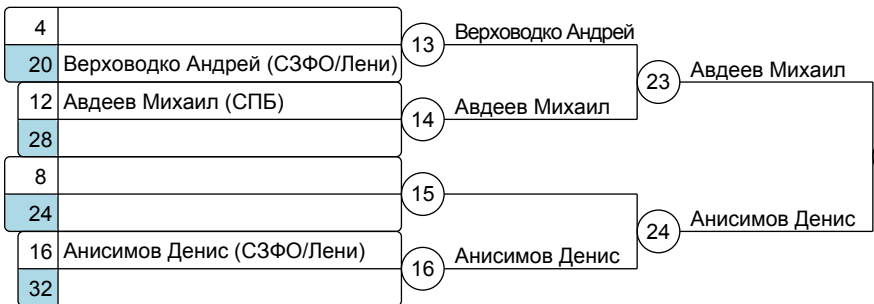 4
13
Верховодко Андрей
20 Верховодко Андрей (СЗФО/Лени)
23
Авдеев Михаил
12 Авдеев Михаил (СПБ)
14
Авдеев Михаил
28
8
15
24
24
Анисимов Денис
16 Анисимов Денис (СЗФО/Лени)
16
Анисимов Денис
32